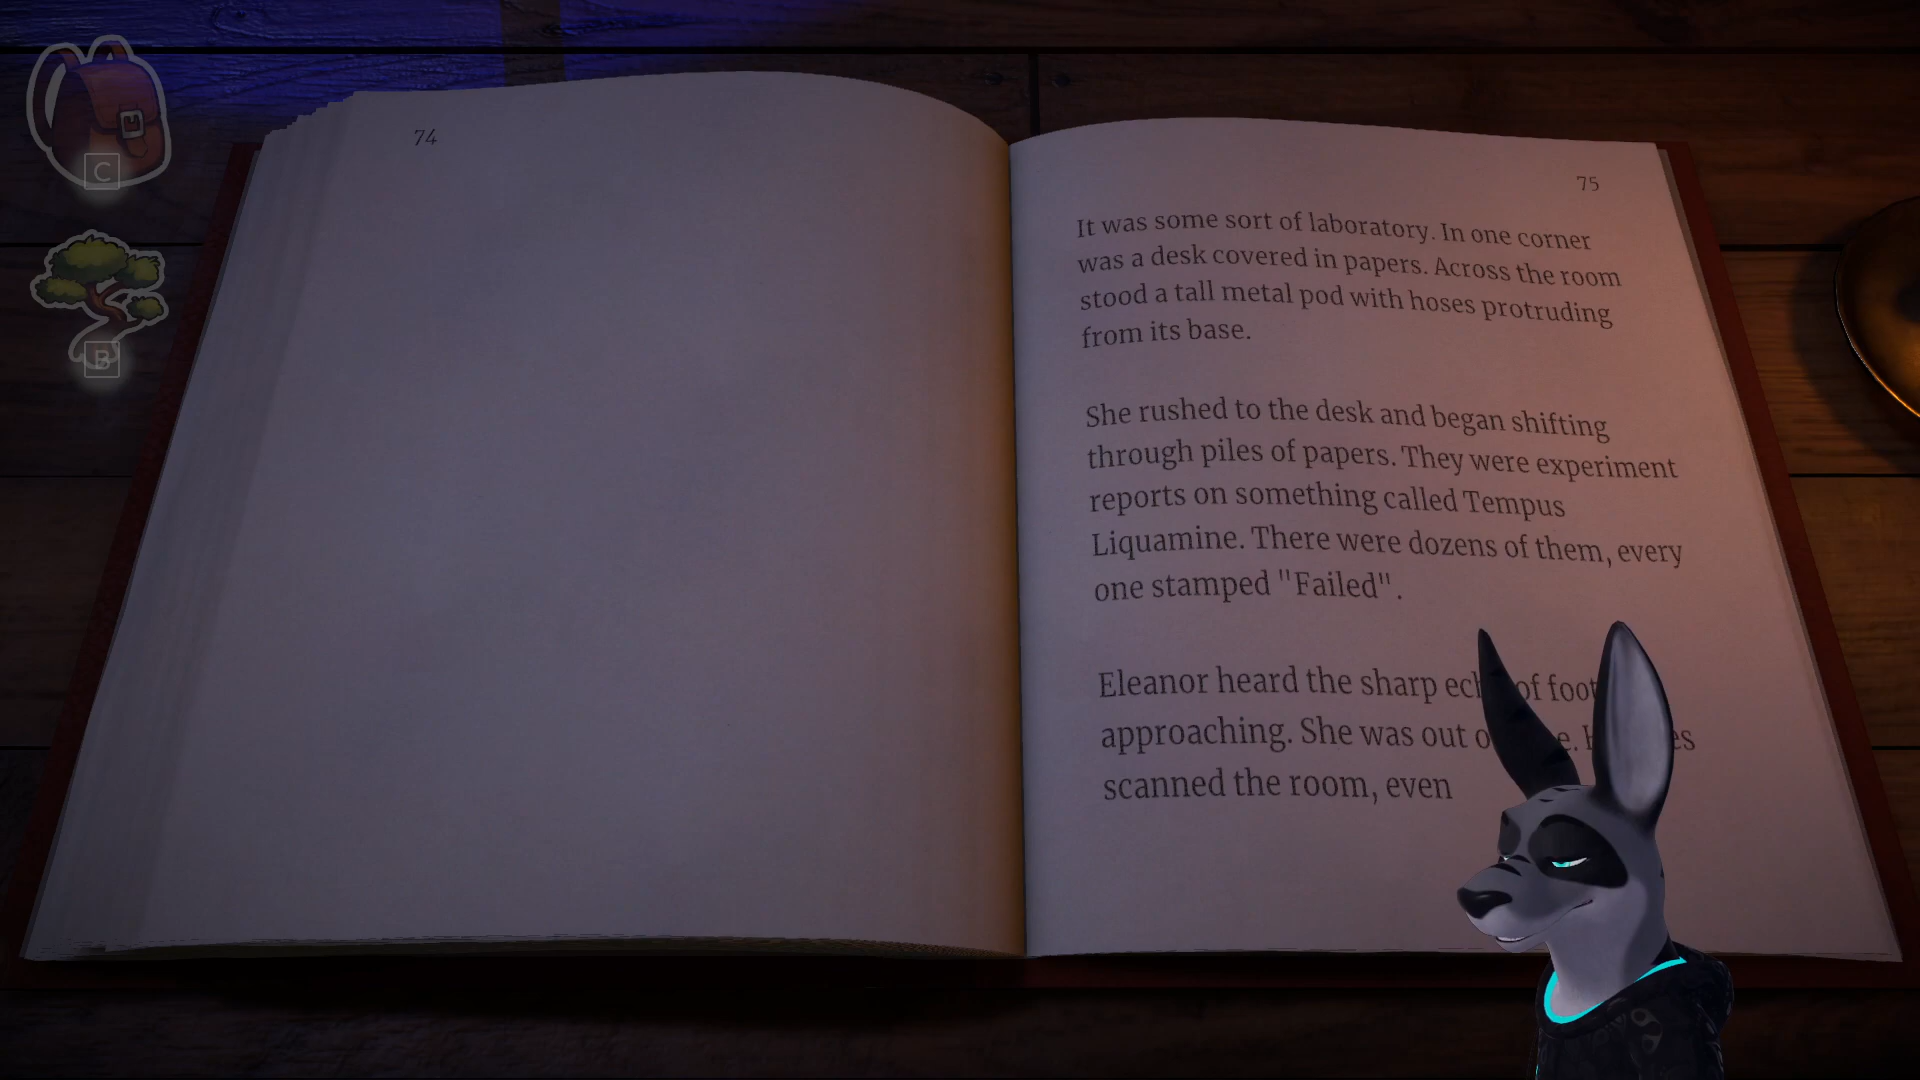 C
B
74
75
It was some sort of laboratory. In one corner
was a desk covered in papers. Across the room
stood a tall metal pod with hoses protruding
from its base.
She rushed to the desk and began shifting
through piles of papers. They were experiment
reports on something called Tempus
Liquamine. There were dozens of them, every
one stamped "Failed".
Eleanor heard the sharp of
approaching. She was out
scanned the room, even